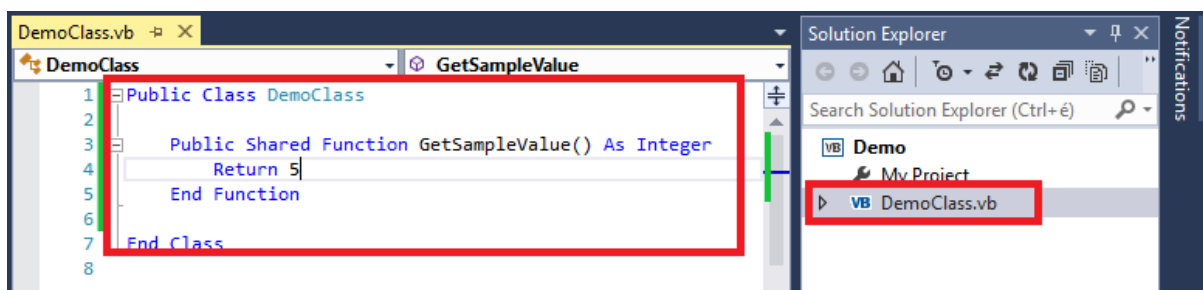 DemoClass.vb
DemoClass
GetSampleValue
1 Public Class DemoClass
2
3 Public Shared Function GetSampleValue() As Integer
4 Return 5
5 End Function
6
7 End Class
8
Solution Explorer
Search Solution Explorer (Ctrl+é)
VB Demo
My Project
VB DemoClass.vb
Notifications